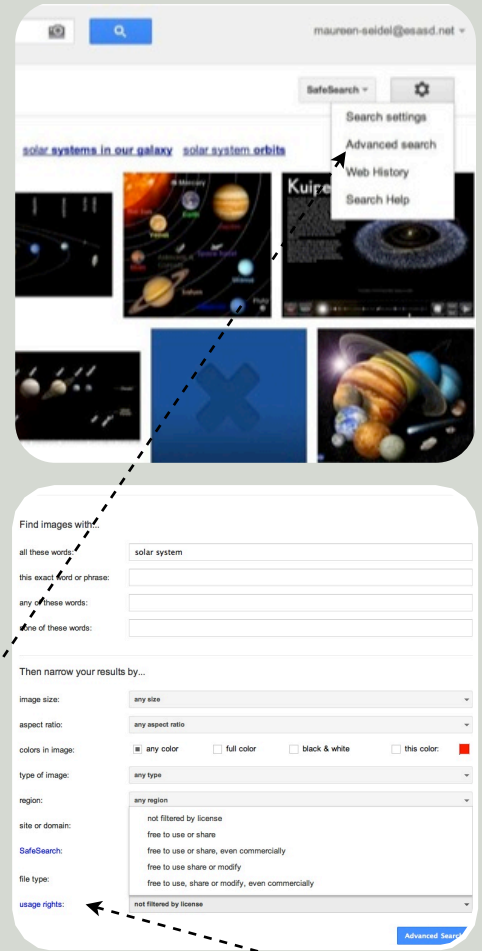 maureen-seidel@esasd.net
SafeSearch
Search settings
Advanced search
Web History
Search Help
solar systems in our galaxy solar system orbits
Mercury
Earth
Saturn
Pluto
Find images with...
all these words: solar system
this exact word or phrase:
any of these words:
none of these words:
Then narrow your results by...
image size: any size
aspect ratio: any aspect ratio
colors in image: any color full color black & white this color:
type of image: any type
region: any region
site or domain:
SafeSearch:
file type:
not filtered by license
free to use or share
free to use or share, even commercially
free to use share or modify
free to use, share or modify, even commercially
usage rights: not filtered by license
Advanced Search